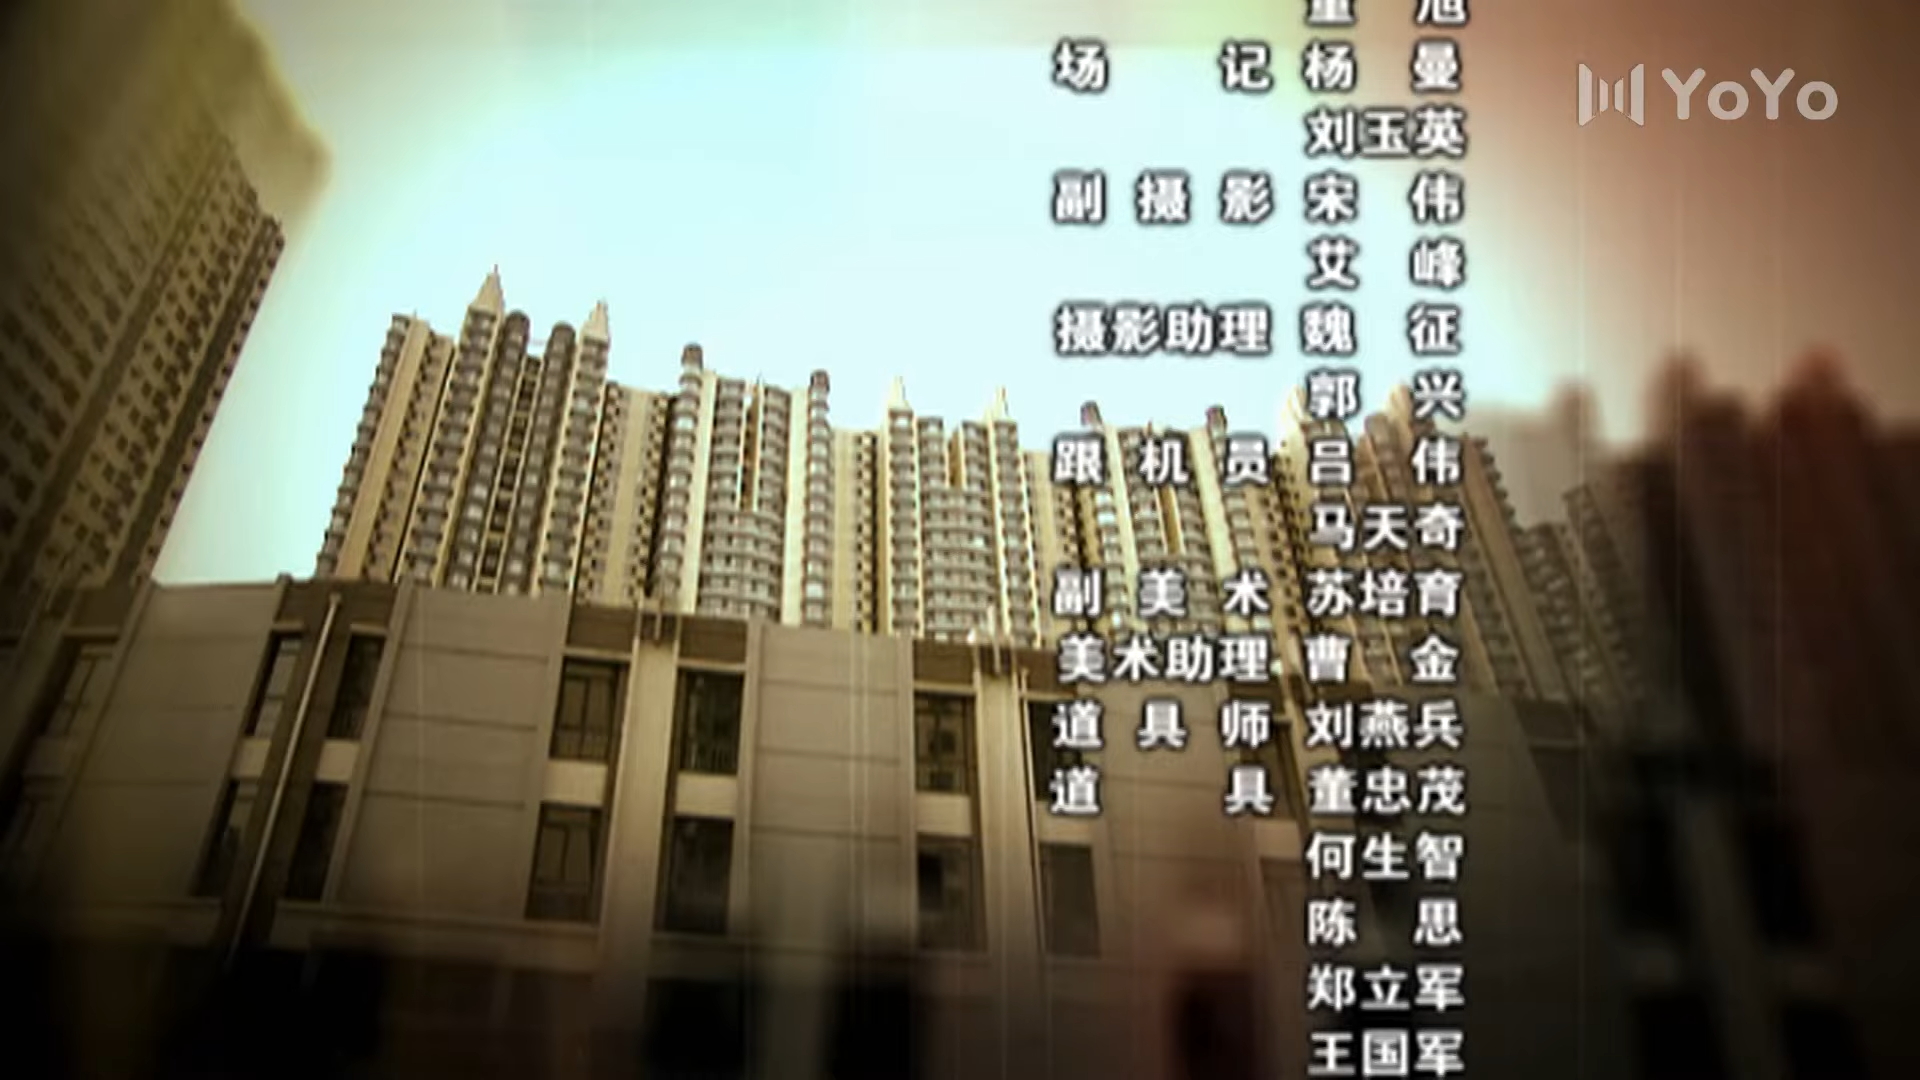 童 旭
场 记 杨 曼
YoYo
刘玉英
副 摄 影 宋 伟
艾 峰
摄影助理 魏 征
郭 兴
跟 机 员 吕 伟
马天奇
副 美 术 苏培育
美术助理 曹 金
道 具 师 刘燕兵
道 具 董忠茂
何生智
陈 思
郑立军
王国军